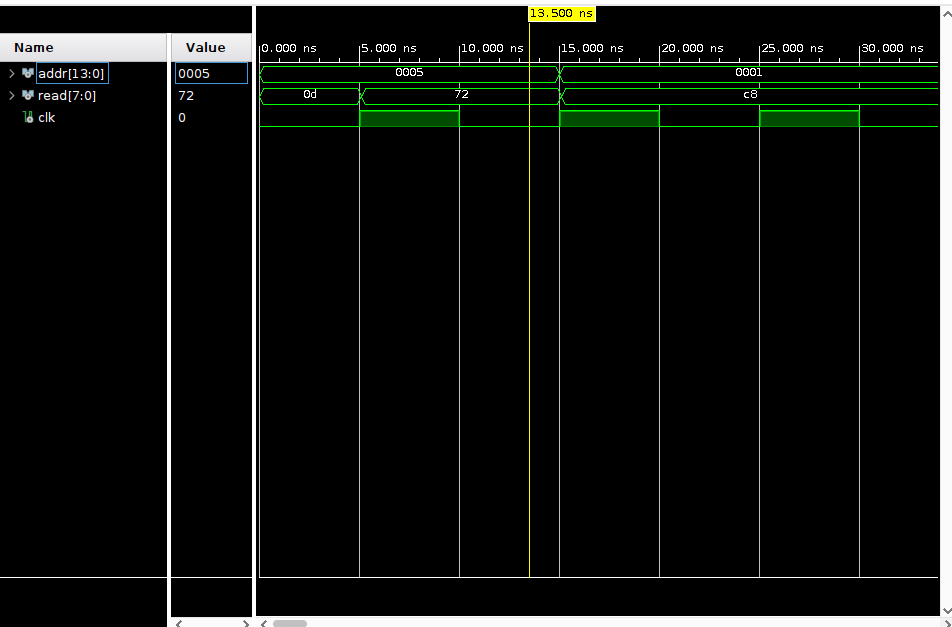 13.500 ns
Name Value
0.000 ns 5.000 ns 10.000 ns 15.000 ns 20.000 ns 25.000 ns 30.000 ns
addr[13:0] 0005 0005 0001
read[7:0] 72 0d 72 c8
clk 0